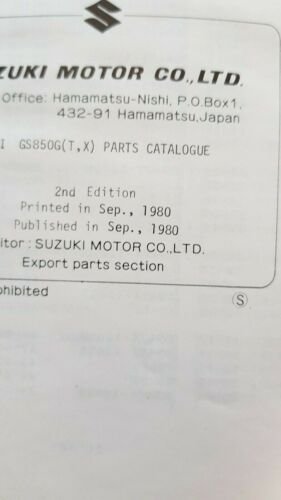 ZUKI MOTOR CO.,LTD.
Office: Hamamatsu-Nishi, P.O.Box1,
432-91 Hamamatsu,Japan
I GS850G(T,X) PARTS CATALOGUE
2nd Edition
Printed in Sep., 1980
Published in Sep., 1980
itor : SUZUKI MOTOR CO.,LTD.
Export parts section
ohibited
S